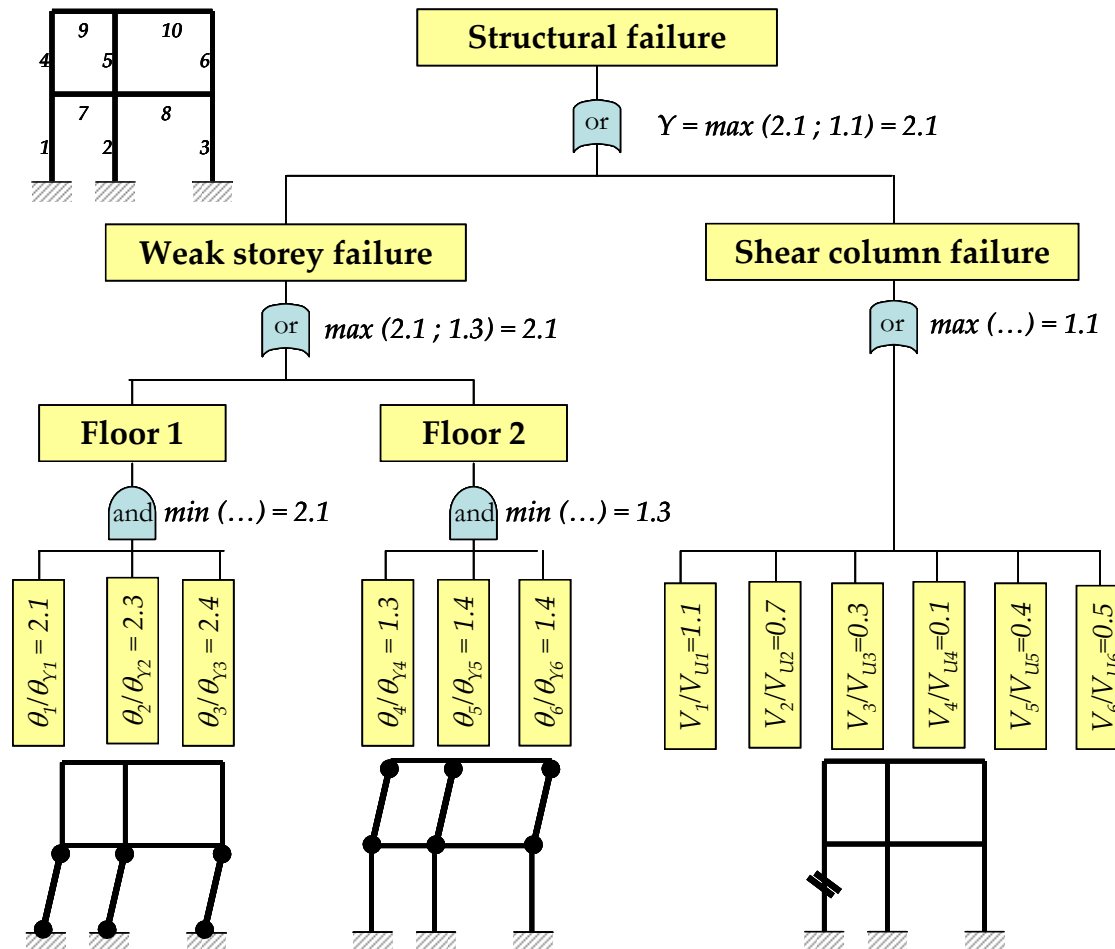 Structural failure
9 10
4 5 6
7 8
1 2 3
or Y = max (2.1 ; 1.1) = 2.1
Weak storey failure
Shear column failure
or max (2.1 ; 1.3) = 2.1
or max (…) = 1.1
Floor 1
Floor 2
and min (…) = 2.1
and min (…) = 1.3
θ1/θY1 = 2.1
θ2/θY2 = 2.3
θ3/θY3 = 2.4
θ4/θY4 = 1.3
θ5/θY5 = 1.4
θ6/θY6 = 1.4
V1/VU1=1.1
V2/VU2=0.7
V3/VU3=0.3
V4/VU4=0.1
V5/VU5=0.4
V6/VU6=0.5